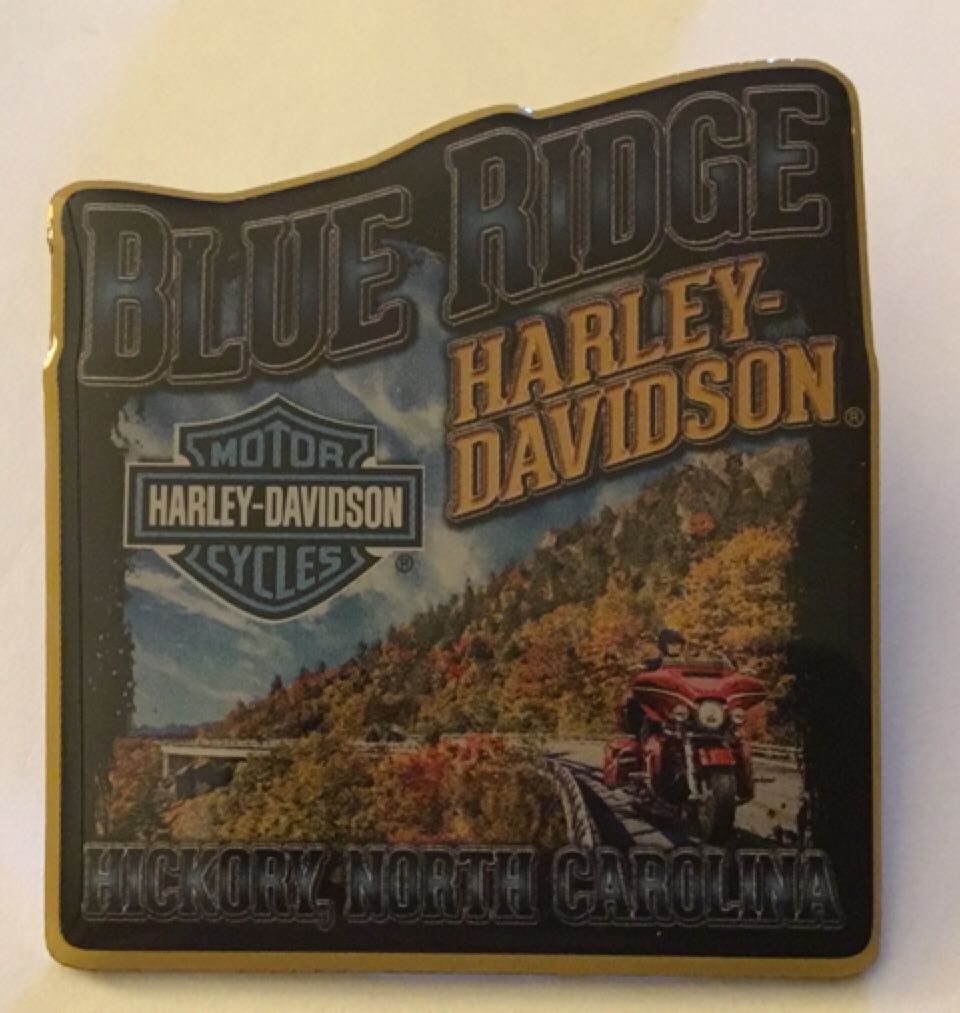 BLUE RIDGE
HARLEY-
DAVIDSON®
MOTOR
HARLEY-DAVIDSON
CYCLES ®
HICKORY, NORTH CAROLINA